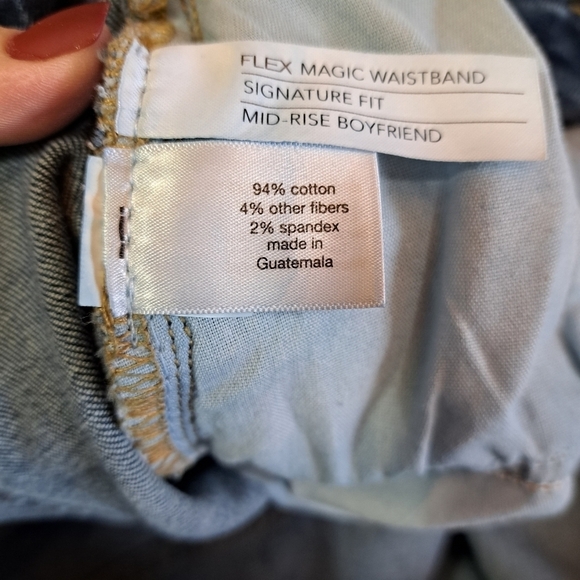 FLEX MAGIC WAISTBAND
SIGNATURE FIT
MID-RISE BOYFRIEND
94% cotton
4% other fibers
2% spandex
made in
Guatemala